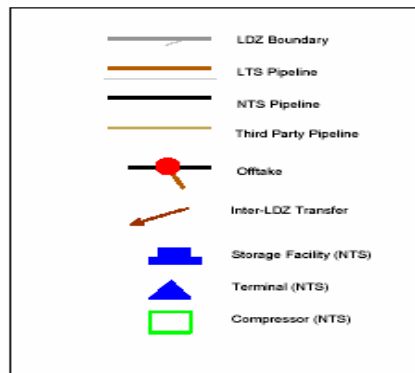 LDZ Boundary
LTS Pipeline
NTS Pipeline
Third Party Pipeline
Offtake
Inter-LDZ Transfer
Storage Facility (NTS)
Terminal (NTS)
Compressor (NTS)